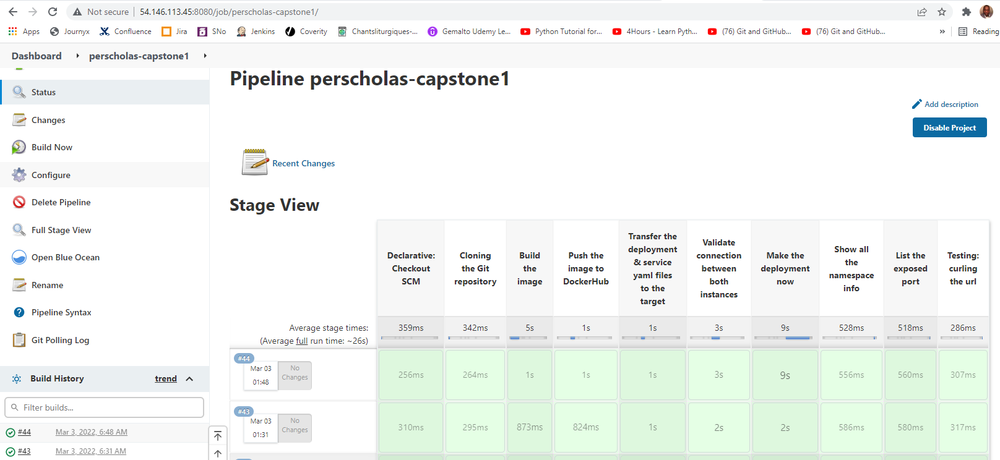 Not secure | 54.146.113.45:8080/job/perscholas-capstone1/
Apps Journyx Confluence Jira SNo Jenkins Coverity Chantsliturgiques-... Gemalto Udemy Le... Python Tutorial for... 4Hours - Learn Pyth... (76) Git and GitHub... (76) Git and GitHub... » Reading
Dashboard perscholas-capstone1
Status
Changes
Build Now
Configure
Delete Pipeline
Full Stage View
Open Blue Ocean
Rename
Pipeline Syntax
Git Polling Log
Build History trend
Filter builds...
#44 Mar 3, 2022, 6:48 AM
#43 Mar 3, 2022, 6:31 AM
Pipeline perscholas-capstone1
Add description
Disable Project
Recent Changes
Stage View
Declarative:
Checkout
SCM
Cloning
the Git
repository
Build
the
image
Push the
image to
DockerHub
Transfer the
deployment
& service
yaml files
to the
target
Validate
connection
between
both
instances
Make the
deployment
now
Show all
the
namespace
info
List the
exposed
port
Testing:
curling
the url
Average stage times:
(Average full run time: ~26s)
359ms 342ms 5s 1s 1s 3s 9s 528ms 518ms 286ms
#44
Mar 03
01:48
No
Changes
256ms 264ms 1s 1s 1s 3s 9s 556ms 560ms 307ms
#43
Mar 03
01:31
No
Changes
310ms 295ms 873ms 824ms 1s 2s 2s 586ms 580ms 317ms